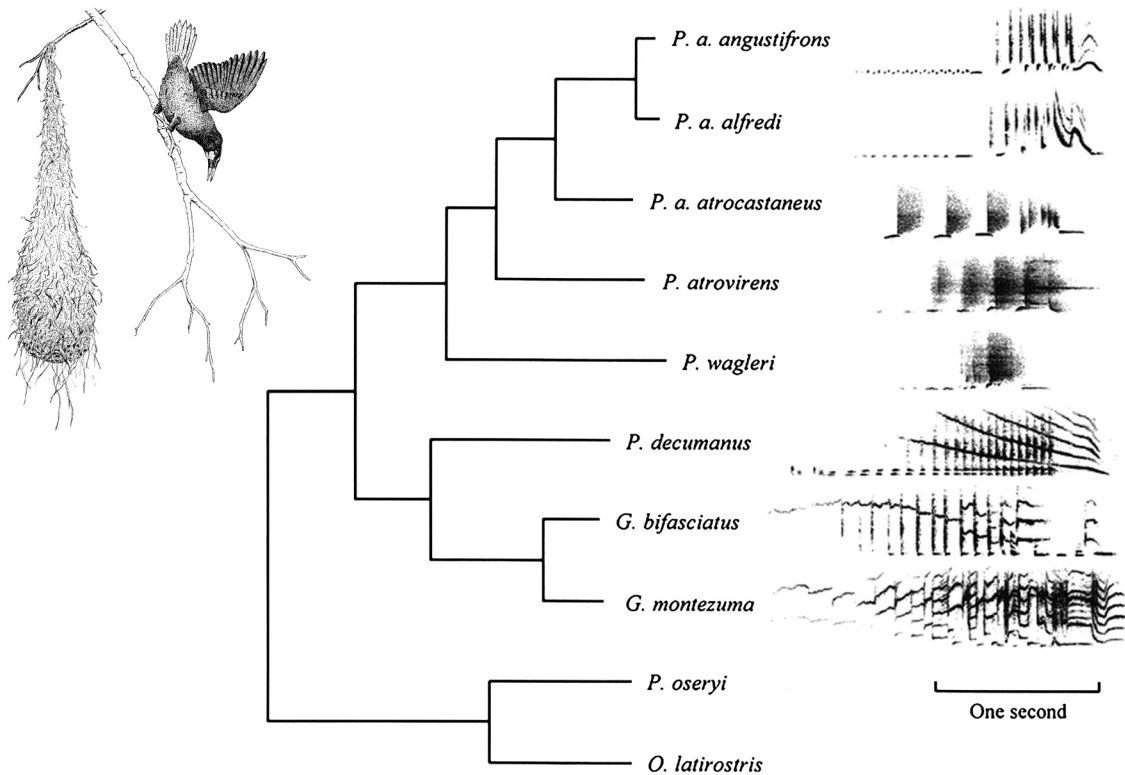 P. a. angustifrons
P. a. alfredi
P. a. atrocastaneus
P. atrovirens
P. wagleri
P. decumanus
G. bifasciatus
G. montezuma
P. oseryi
One second
O. latirostris